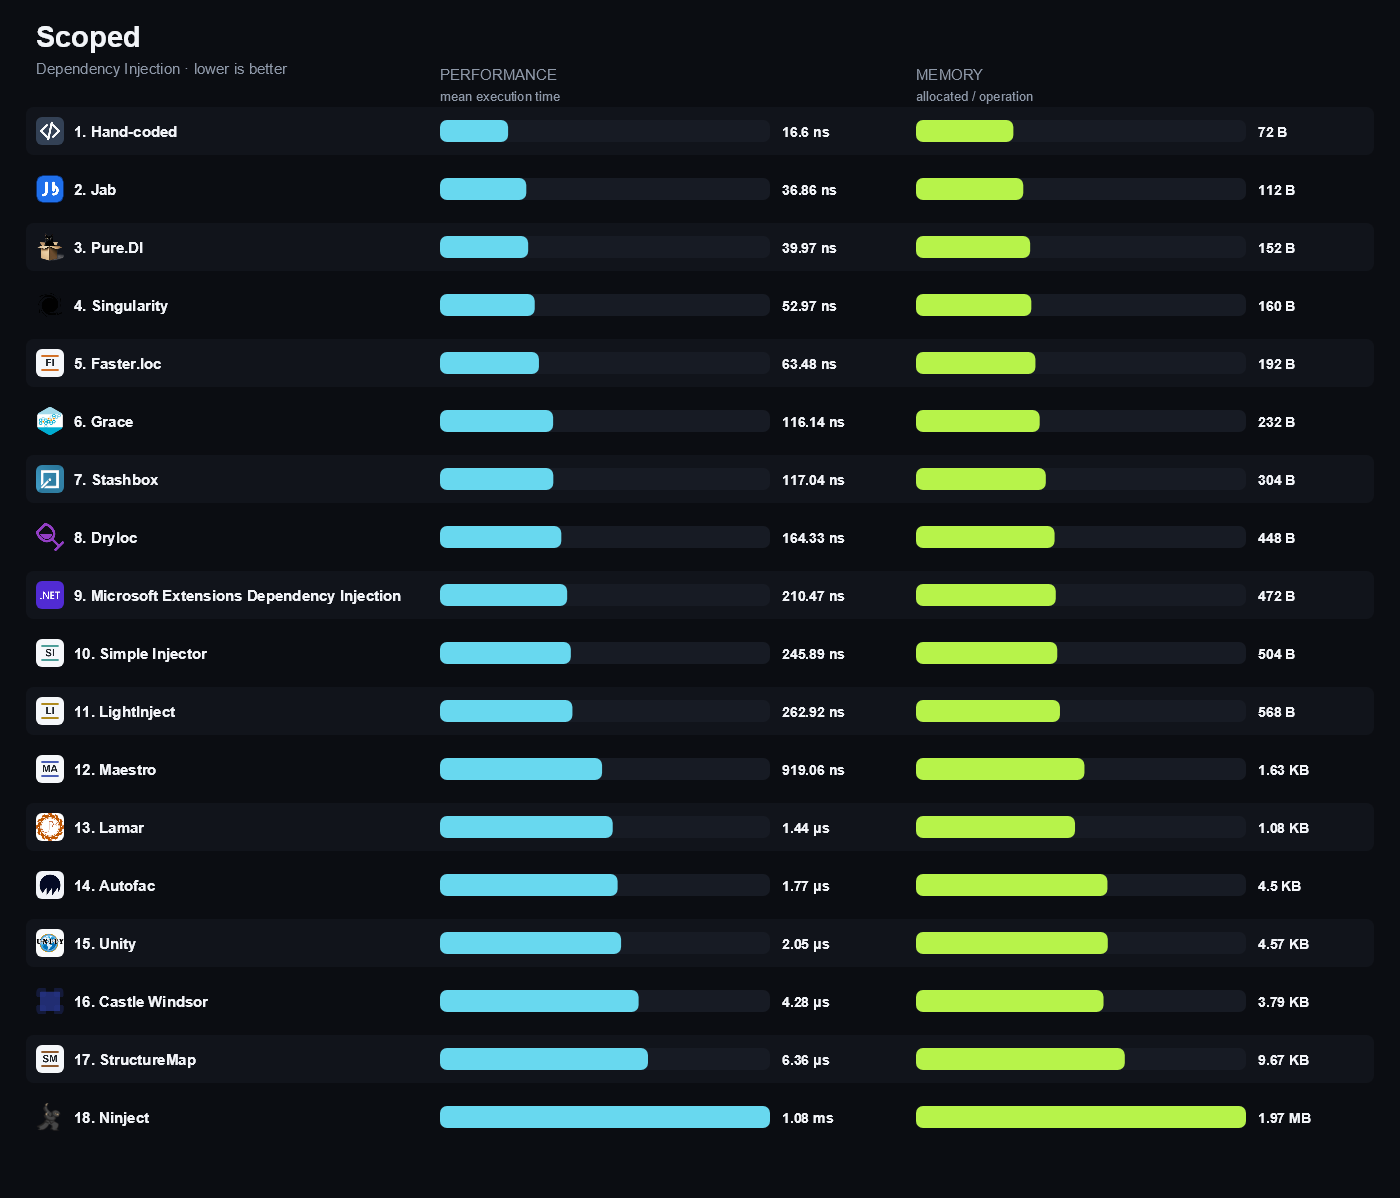 Scoped
Dependency Injection · lower is better
PERFORMANCE
mean execution time
MEMORY
allocated / operation
1. Hand-coded 16.6 ns 72 B
Jb 2. Jab 36.86 ns 112 B
3. Pure.DI 39.97 ns 152 B
4. Singularity 52.97 ns 160 B
FI 5. Faster.Ioc 63.48 ns 192 B
6. Grace 116.14 ns 232 B
7. Stashbox 117.04 ns 304 B
8. DryIoc 164.33 ns 448 B
.NET 9. Microsoft Extensions Dependency Injection 210.47 ns 472 B
SI 10. Simple Injector 245.89 ns 504 B
LI 11. LightInject 262.92 ns 568 B
MA 12. Maestro 919.06 ns 1.63 KB
13. Lamar 1.44 µs 1.08 KB
14. Autofac 1.77 µs 4.5 KB
UNITY 15. Unity 2.05 µs 4.57 KB
16. Castle Windsor 4.28 µs 3.79 KB
SM 17. StructureMap 6.36 µs 9.67 KB
18. Ninject 1.08 ms 1.97 MB